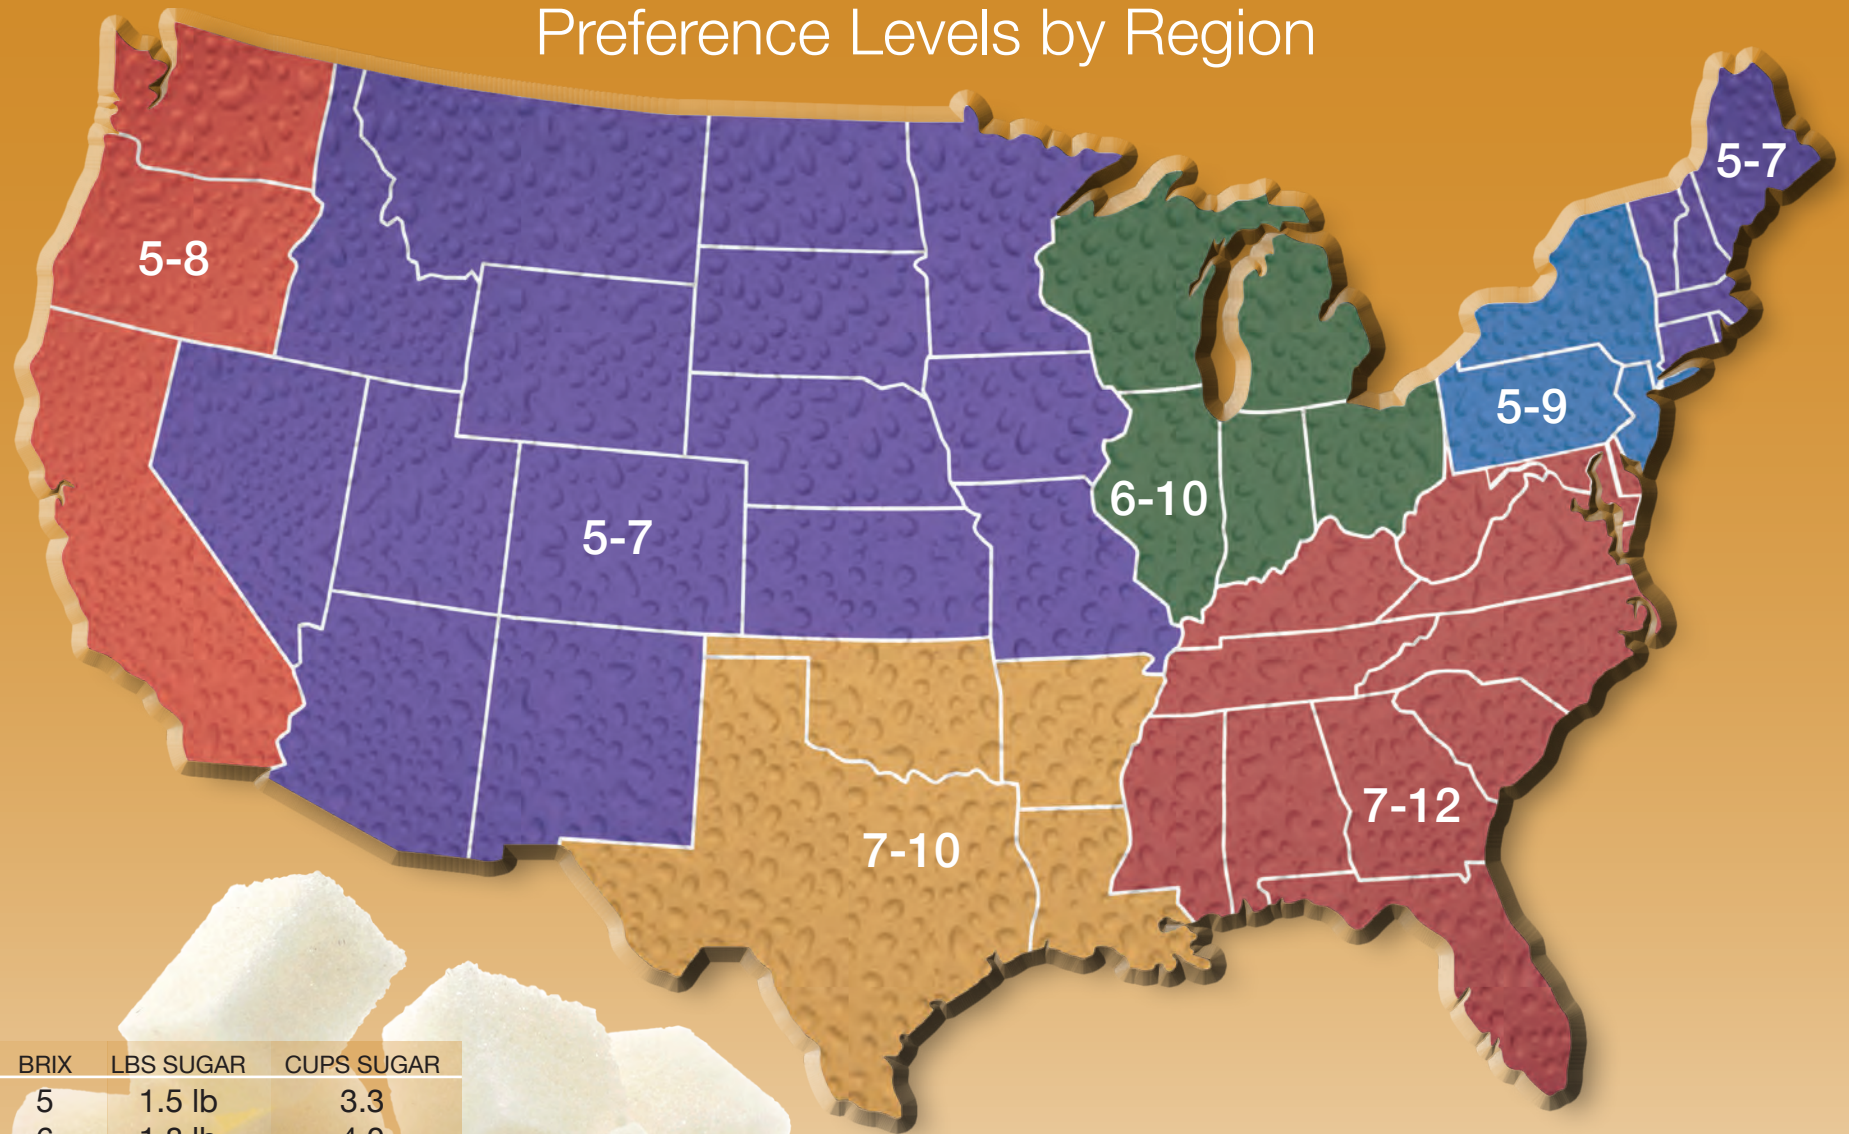 Preference Levels by Region
5-7
5-8
5-9
6-10
5-7
7-12
7-10
BRIX LBS SUGAR CUPS SUGAR
5 1.5 lb 3.3